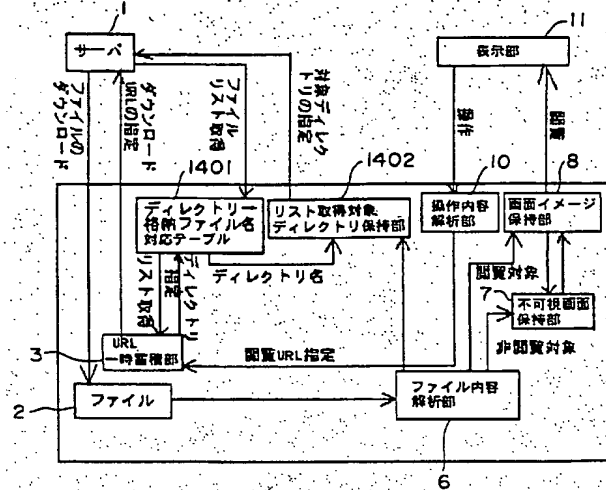 1
サーバ
11
表示部
ファイルの
ダウンロード
ダウンロード
URLの指定
ファイル
リスト取得
対象ディレク
トリの指定
操作
閲覧
1401
1402
10
8
ディレクトリー
格納ファイル名
対応テーブル
リスト取得対象
ディレクトリ保持部
操作内容
解析部
画面イメージ
保持部
ディレクトリ名
閲覧対象
リスト取得
ディレクトリ
指定
7
不可視画面
保持部
URL
一時蓄積部
3
閲覧URL指定
非閲覧対象
2
ファイル
ファイル内容
解析部
6